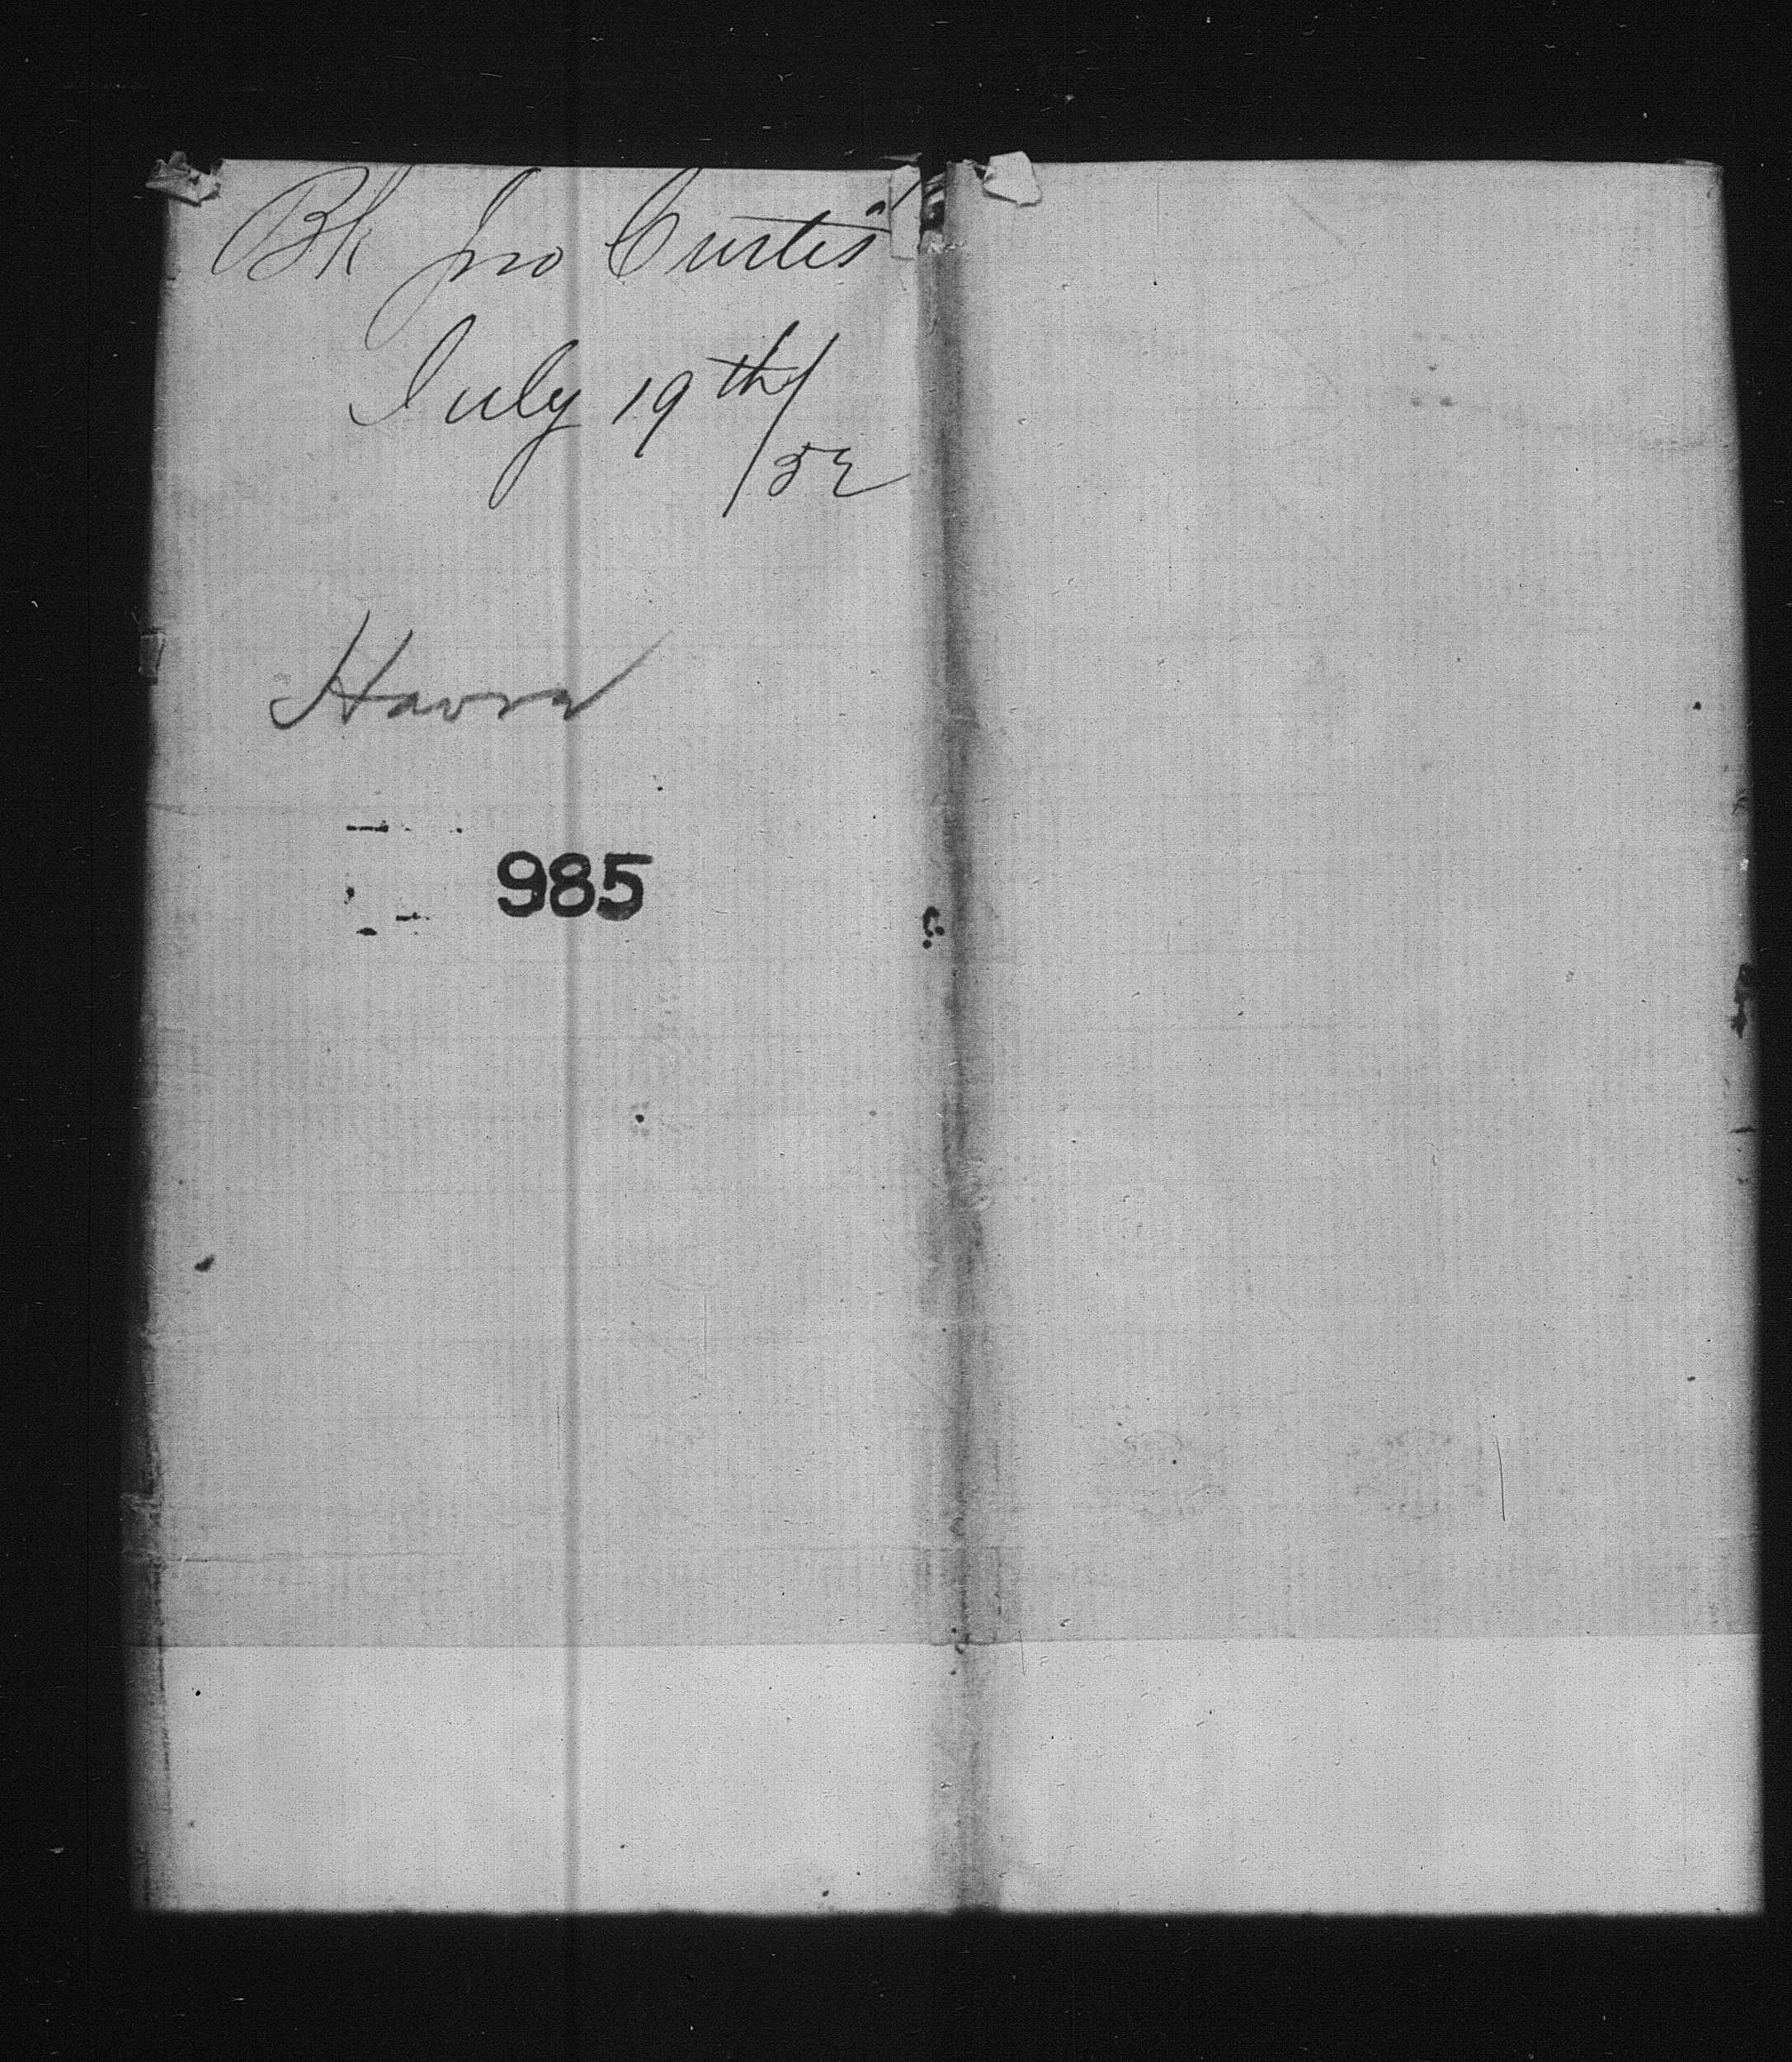 Bk Jno Curtis
July 19th/52
Havre
985